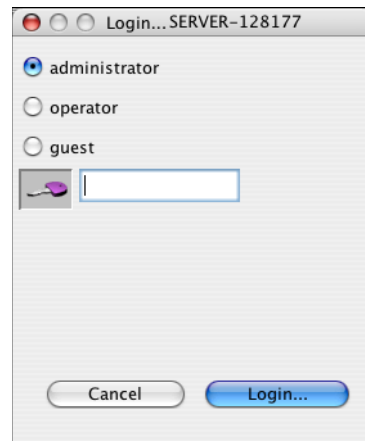 Login... SERVER-128177
administrator
operator
guest
Cancel
Login...